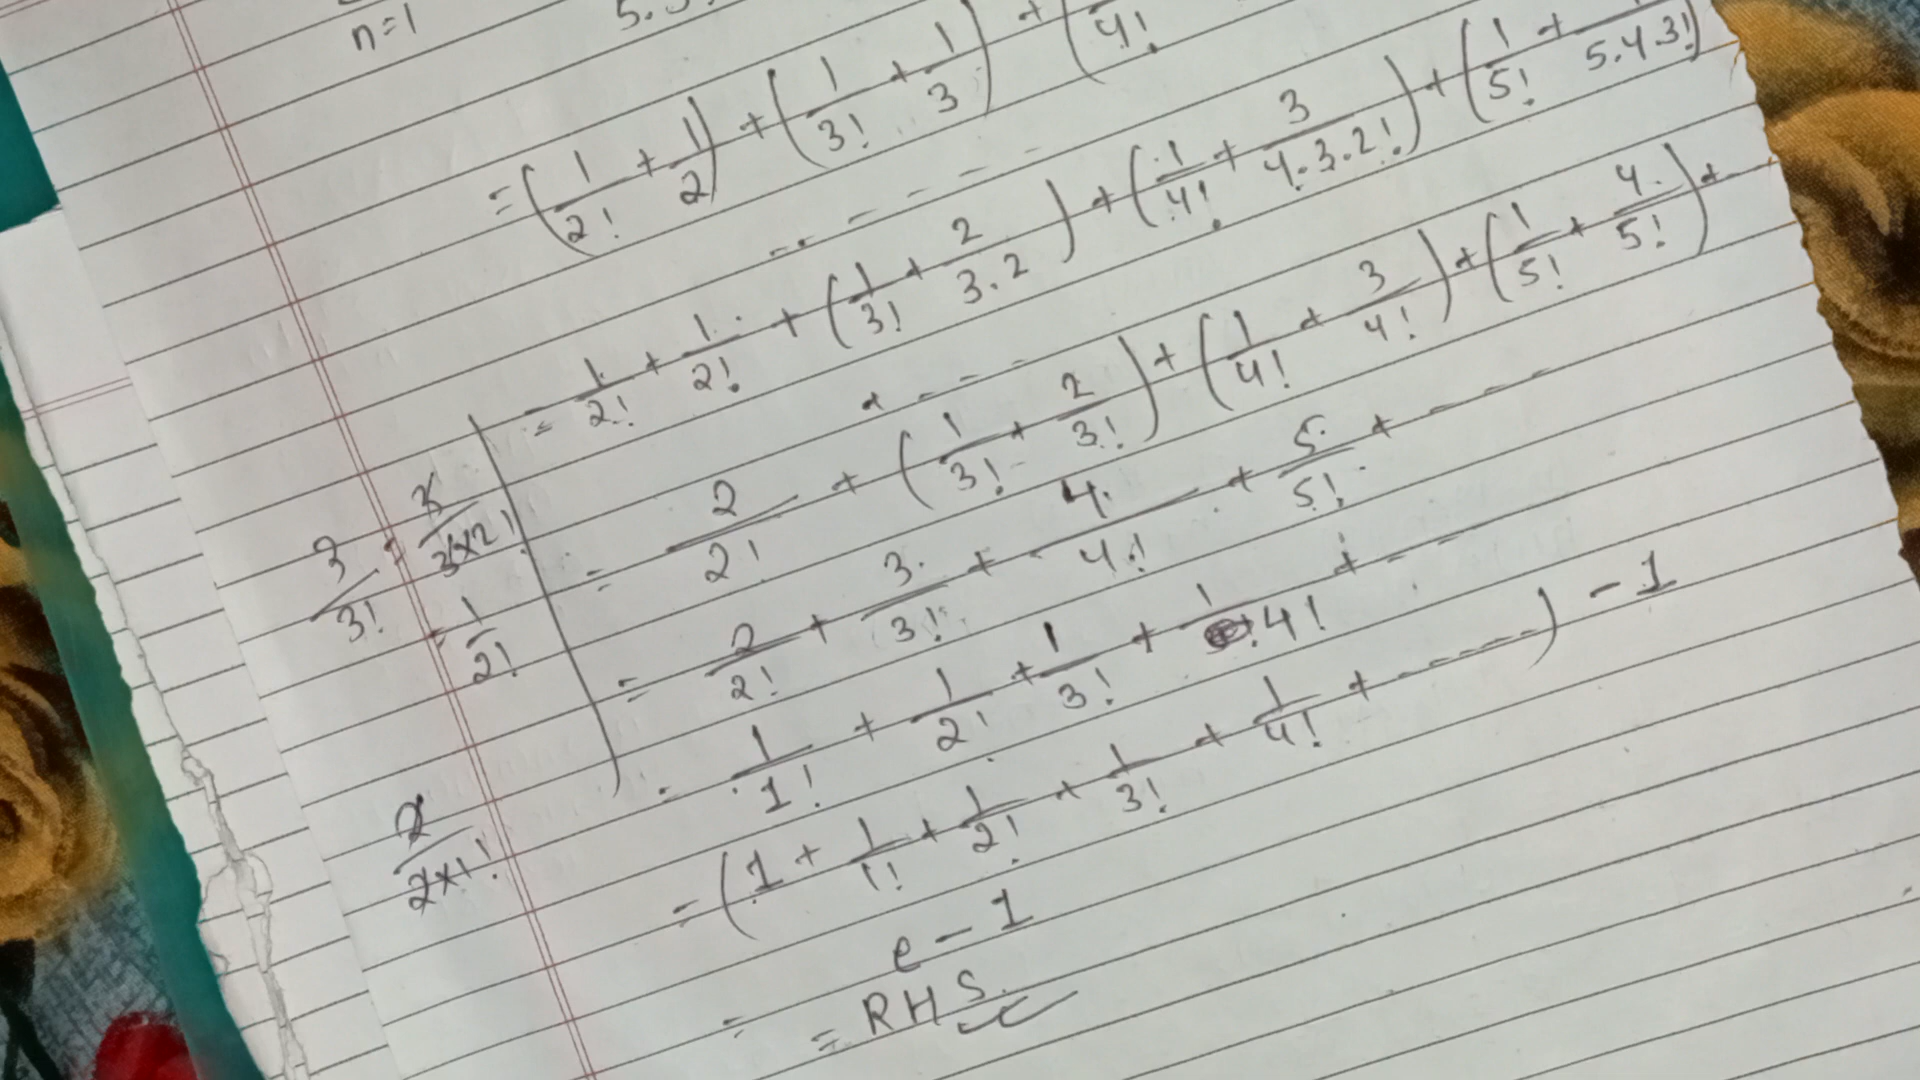 n=1 5.
= (1/2! + 1/2) + (1/3! + 1/3) + ( /4!
-- - - - -
= 1/2! + 1/2! + (1/3! + 2/3.2) + (1/4! + 3/4.3.2!) + (1/5! + /5.4.3!)
+ - - - -
= 2/2! + (1/3! + 2/3!) + (1/4! + 3/4!) + (1/5! + 4/5!) + --
= 2/2! + 3/3! + 4/4! + 5/5! + - - - -
= 1/1! + 1/2! + 1/3! + 1/4! + - - - -
= (1 + 1/1! + 1/2! + 1/3! + 1/4! + - - - -) - 1
= e - 1
= RHS
3/3! = 3/3×2!
= 1/2!
2/2×1!